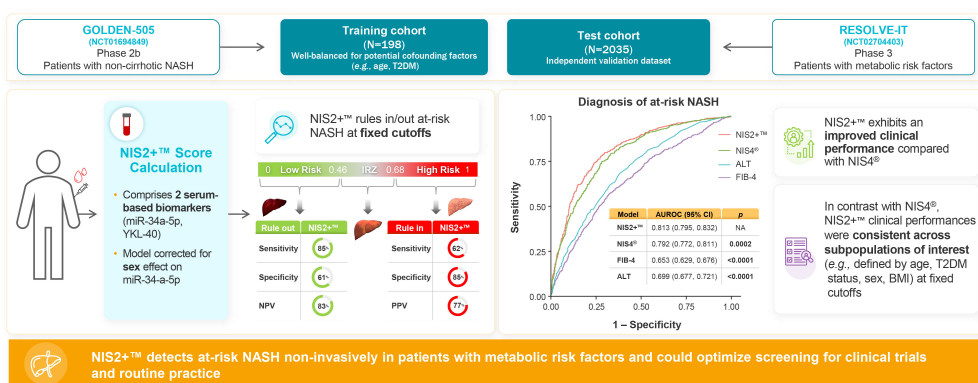 GOLDEN-505
(NCT01694849)
Phase 2b
Patients with non-cirrhotic NASH
Training cohort
(N=198)
Well-balanced for potential cofounding factors
(e.g., age, T2DM)
Test cohort
(N=2035)
Independent validation dataset
RESOLVE-IT
(NCT02704403)
Phase 3
Patients with metabolic risk factors
NIS2+™ Score
Calculation
• Comprises 2 serum-
based biomarkers
(miR-34a-5p,
YKL-40)
• Model corrected for
sex effect on
miR-34-a-5p
NIS2+™ rules in/out at-risk
NASH at fixed cutoffs
0 Low Risk 0.46 IRZ 0.68 High Risk 1
Rule out NIS2+™
Sensitivity 85%
Specificity 61%
NPV 83%
Rule in NIS2+™
Sensitivity 62%
Specificity 85%
PPV 77%
Diagnosis of at-risk NASH
Sensitivity
1.00
0.75
0.50
0.25
0.00
0.00 0.25 0.50 0.75 1.00
1 – Specificity
NIS2+™
NIS4®
ALT
FIB-4
Model AUROC (95% CI) p
NIS2+™ 0.813 (0.795, 0.832) NA
NIS4® 0.792 (0.772, 0.811) 0.0002
FIB-4 0.653 (0.629, 0.676) <0.0001
ALT 0.699 (0.677, 0.721) <0.0001
NIS2+™ exhibits an
improved clinical
performance compared
with NIS4®
In contrast with NIS4®,
NIS2+™ clinical performances
were consistent across
subpopulations of interest
(e.g., defined by age, T2DM
status, sex, BMI) at fixed
cutoffs
NIS2+™ detects at-risk NASH non-invasively in patients with metabolic risk factors and could optimize screening for clinical trials
and routine practice